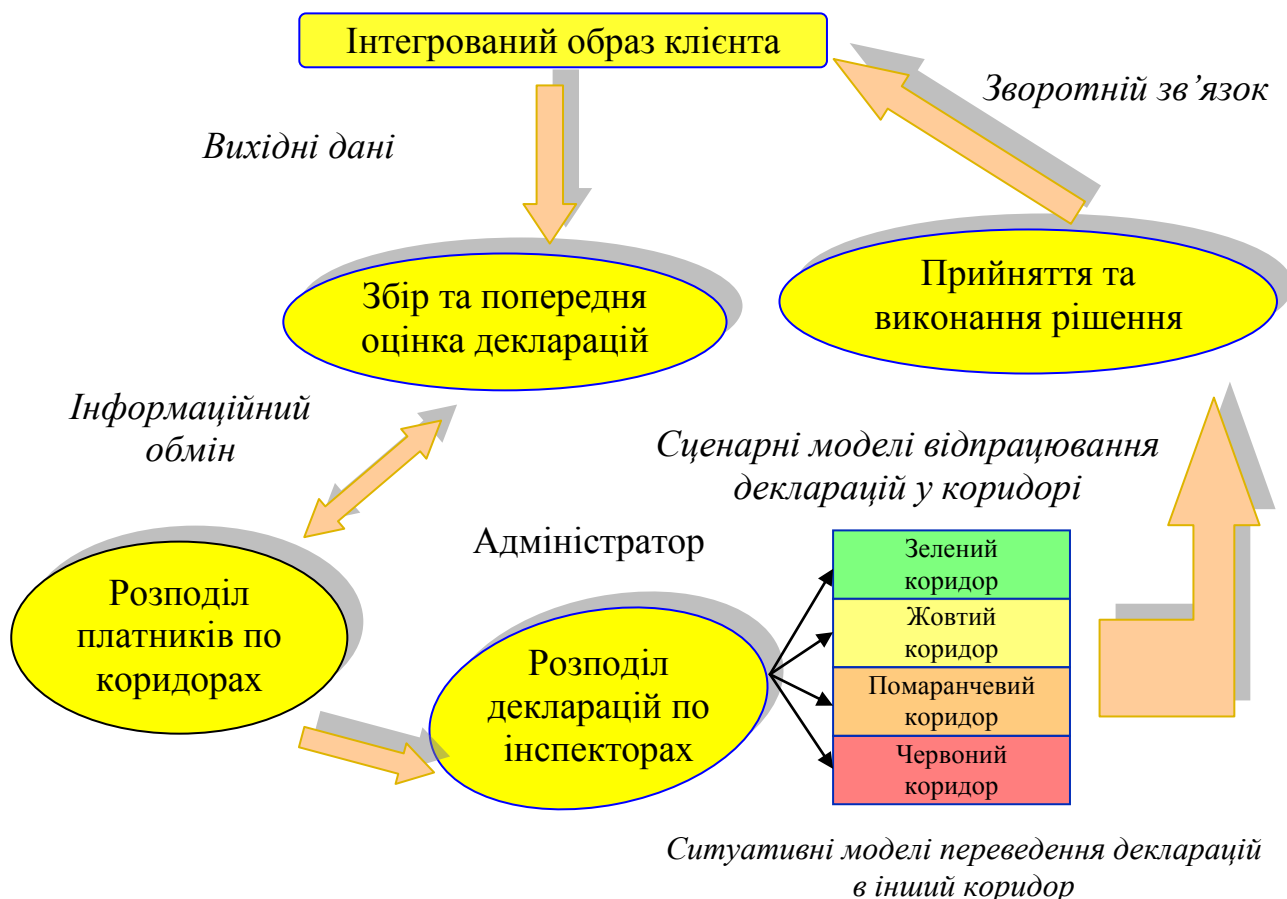 Інтегрований образ клієнта
Зворотній зв’язок
Вихідні дані
Збір та попередня
оцінка декларацій
Прийняття та
виконання рішення
Інформаційний
обмін
Сценарні моделі відпрацювання
декларацій у коридорі
Адміністратор
Розподіл
платників по
коридорах
Розподіл
декларацій по
інспекторах
Зелений
коридор
Жовтий
коридор
Помаранчевий
коридор
Червоний
коридор
Ситуативні моделі переведення декларацій
в інший коридор